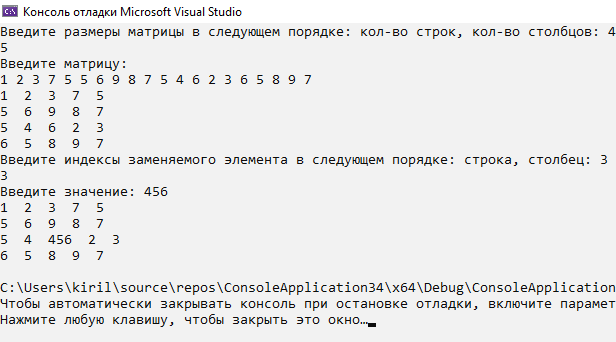 Консоль отладки Microsoft Visual Studio
Введите размеры матрицы в следующем порядке: кол-во строк, кол-во столбцов: 4
5
Введите матрицу:
1 2 3 7 5 5 6 9 8 7 5 4 6 2 3 6 5 8 9 7
1 2 3 7 5
5 6 9 8 7
5 4 6 2 3
6 5 8 9 7
Введите индексы заменяемого элемента в следующем порядке: строка, столбец: 3
3
Введите значение: 456
1 2 3 7 5
5 6 9 8 7
5 4 456 2 3
6 5 8 9 7
C:\Users\kiril\source\repos\ConsoleApplication34\x64\Debug\ConsoleApplication
Чтобы автоматически закрывать консоль при остановке отладки, включите парамет
Нажмите любую клавишу, чтобы закрыть это окно…